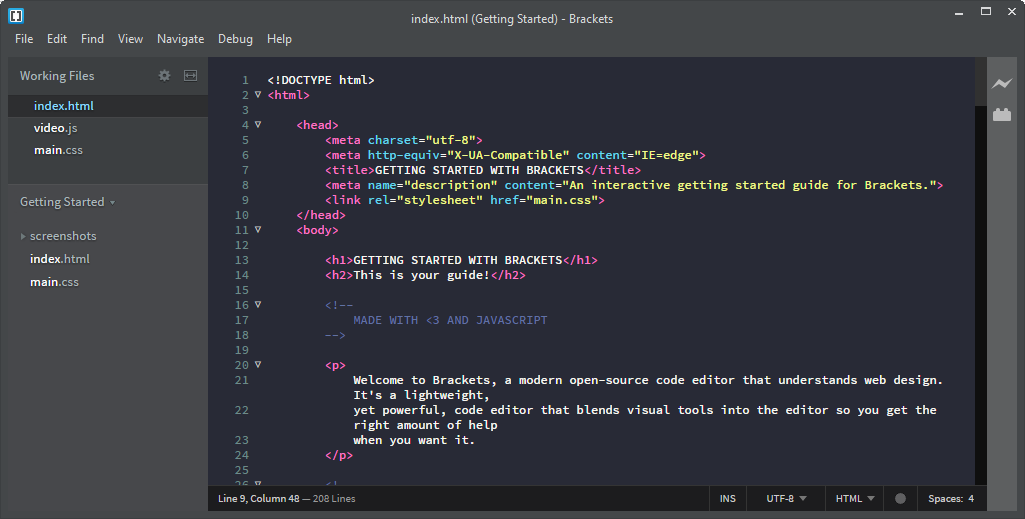 index.html (Getting Started) - Brackets
File Edit Find View Navigate Debug Help
Working Files
index.html
video.js
main.css
Getting Started
screenshots
index.html
main.css
1 <!DOCTYPE html>
2 <html>
3
4 <head>
5 <meta charset="utf-8">
6 <meta http-equiv="X-UA-Compatible" content="IE=edge">
7 <title>GETTING STARTED WITH BRACKETS</title>
8 <meta name="description" content="An interactive getting started guide for Brackets.">
9 <link rel="stylesheet" href="main.css">
10 </head>
11 <body>
12
13 <h1>GETTING STARTED WITH BRACKETS</h1>
14 <h2>This is your guide!</h2>
15
16 <!--
17 MADE WITH <3 AND JAVASCRIPT
18 -->
19
20 <p>
21 Welcome to Brackets, a modern open-source code editor that understands web design.
It's a lightweight,
22 yet powerful, code editor that blends visual tools into the editor so you get the
right amount of help
23 when you want it.
24 </p>
25
26
Line 9, Column 48 — 208 Lines INS UTF-8 HTML Spaces: 4